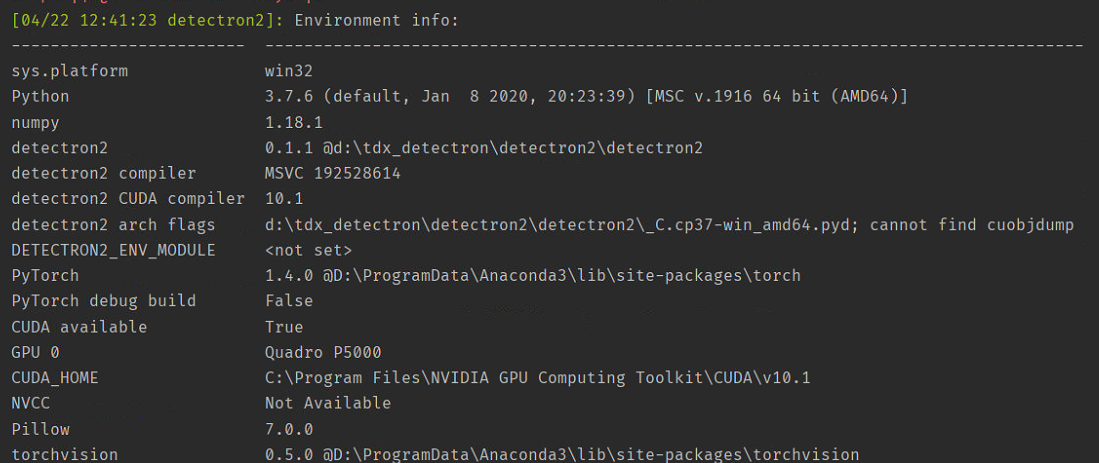 [04/22 12:41:23 detectron2]: Environment info:
------------------------  ------------------------------------------------------------------------------------
sys.platform              win32
Python                    3.7.6 (default, Jan  8 2020, 20:23:39) [MSC v.1916 64 bit (AMD64)]
numpy                     1.18.1
detectron2                0.1.1 @d:\tdx_detectron\detectron2\detectron2
detectron2 compiler       MSVC 192528614
detectron2 CUDA compiler  10.1
detectron2 arch flags     d:\tdx_detectron\detectron2\detectron2\_C.cp37-win_amd64.pyd; cannot find cuobjdump
DETECTRON2_ENV_MODULE     <not set>
PyTorch                   1.4.0 @D:\ProgramData\Anaconda3\lib\site-packages\torch
PyTorch debug build       False
CUDA available            True
GPU 0                     Quadro P5000
CUDA_HOME                 C:\Program Files\NVIDIA GPU Computing Toolkit\CUDA\v10.1
NVCC                      Not Available
Pillow                    7.0.0
torchvision               0.5.0 @D:\ProgramData\Anaconda3\lib\site-packages\torchvision